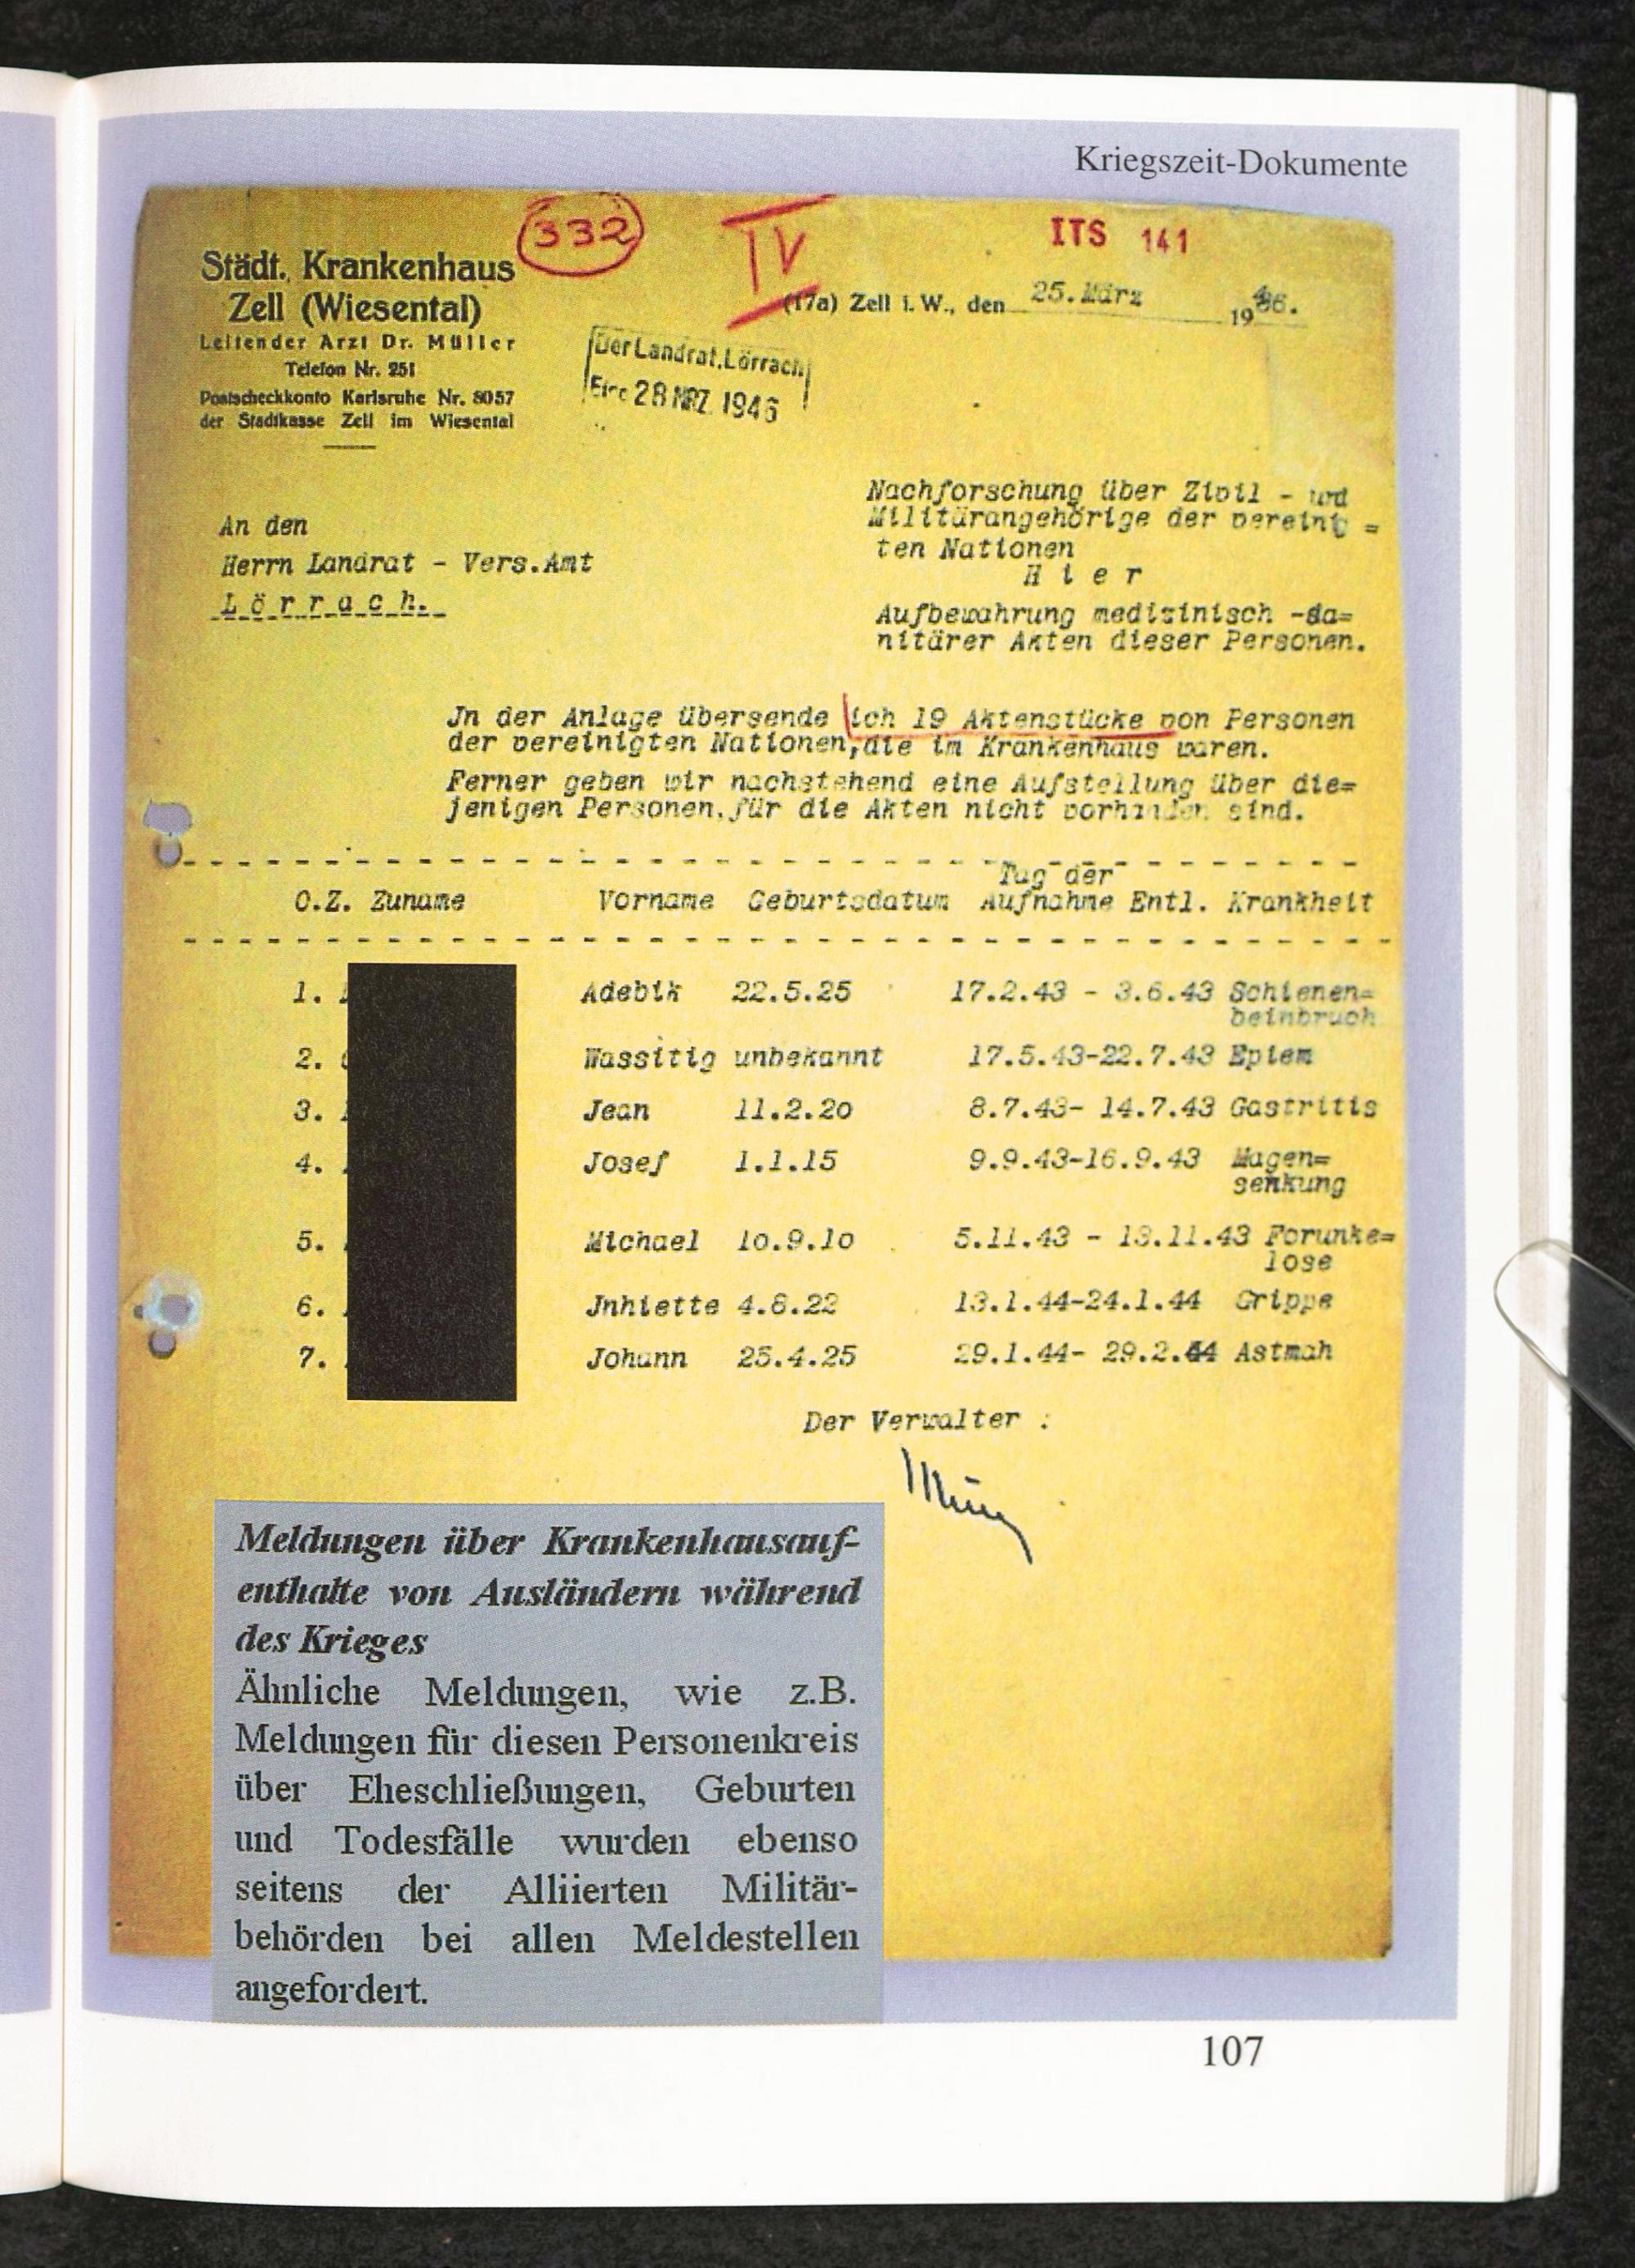 Kriegszeit-Dokumente
332
IV
ITS 141
Städt. Krankenhaus
Zell (Wiesental)
Leitender Arzt Dr. Müller
Telefon Nr. 251
Postscheckkonto Karlsruhe Nr. 8057
der Stadtkasse Zell im Wiesental
(17a) Zell i. W., den 25.März 19
Der Landrat.Lörrach
28 MRZ. 1946
Nachforschung über Zivil - und
Militärangehörige der vereinig =
ten Nationen
H i e r
Aufbewahrung medizinisch -sa=
nitärer Akten dieser Personen.
An den
Herrn Landrat - Vers.Amt
L ö r r a c h.
Jn der Anlage übersende ich 19 Aktenstücke von Personen
der vereinigten Nationen,die im Krankenhaus waren.
Ferner geben wir nachstehend eine Aufstellung über die=
jenigen Personen,für die Akten nicht vorhanden sind.
Tag der
O.Z. Zuname Vorname Geburtsdatum Aufnahme Entl. Krankheit
1. Adebik 22.5.25 17.2.43 - 3.6.43 Schienen=
beinbruch
2. Wassitig unbekannt 17.5.43-22.7.43 Epiem
3. Jean 11.2.20 8.7.43- 14.7.43 Gastritis
4. Josef 1.1.15 9.9.43-16.9.43 Magen=
senkung
5. Michael 10.9.10 5.11.43 - 13.11.43 Forunke=
lose
6. Jnhiette 4.8.22 13.1.44-24.1.44 Grippe
7. Johann 25.4.25 29.1.44- 29.2.44 Astmah
Der Verwalter :
Meldungen über Krankenhausauf-
enthalte von Ausländern während
des Krieges
Ähnliche Meldungen, wie z.B.
Meldungen für diesen Personenkreis
über Eheschließungen, Geburten
und Todesfälle wurden ebenso
seitens der Alliierten Militär-
behörden bei allen Meldestellen
angefordert.
107